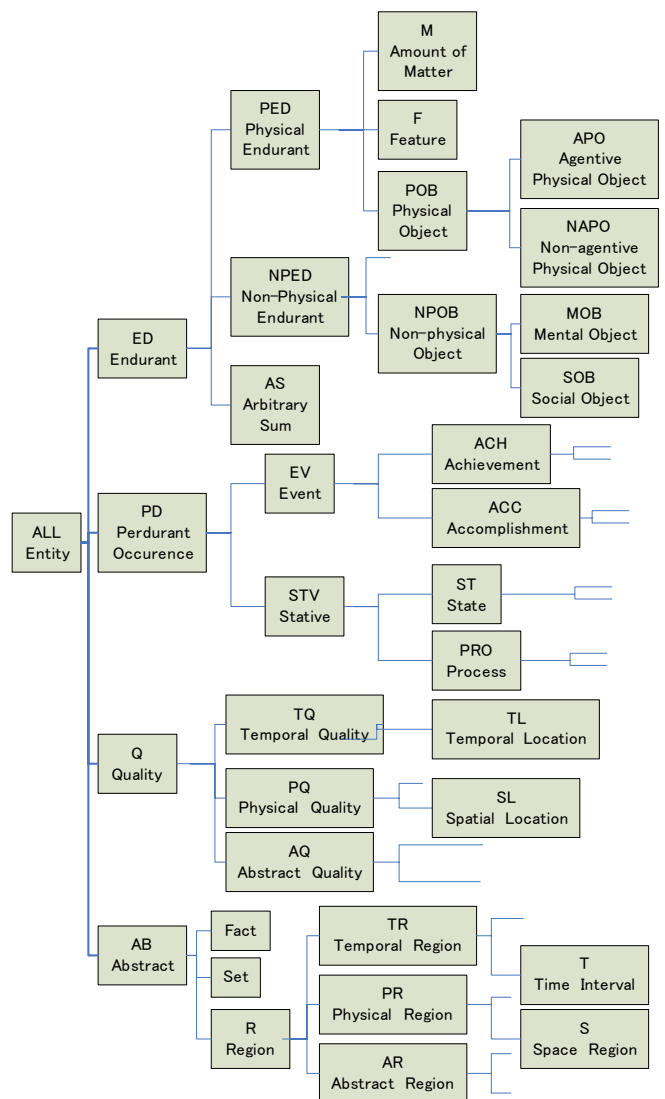 ALL
Entity
ED
Endurant
PED
Physical
Endurant
M
Amount of
Matter
F
Feature
POB
Physical
Object
APO
Agentive
Physical Object
NAPO
Non-agentive
Physical Object
NPED
Non-Physical
Endurant
NPOB
Non-physical
Object
MOB
Mental Object
SOB
Social Object
AS
Arbitrary
Sum
PD
Perdurant
Occurence
EV
Event
ACH
Achievement
ACC
Accomplishment
STV
Stative
ST
State
PRO
Process
Q
Quality
TQ
Temporal Quality
TL
Temporal Location
PQ
Physical Quality
SL
Spatial Location
AQ
Abstract Quality
AB
Abstract
Fact
Set
R
Region
TR
Temporal Region
T
Time Interval
PR
Physical Region
S
Space Region
AR
Abstract Region